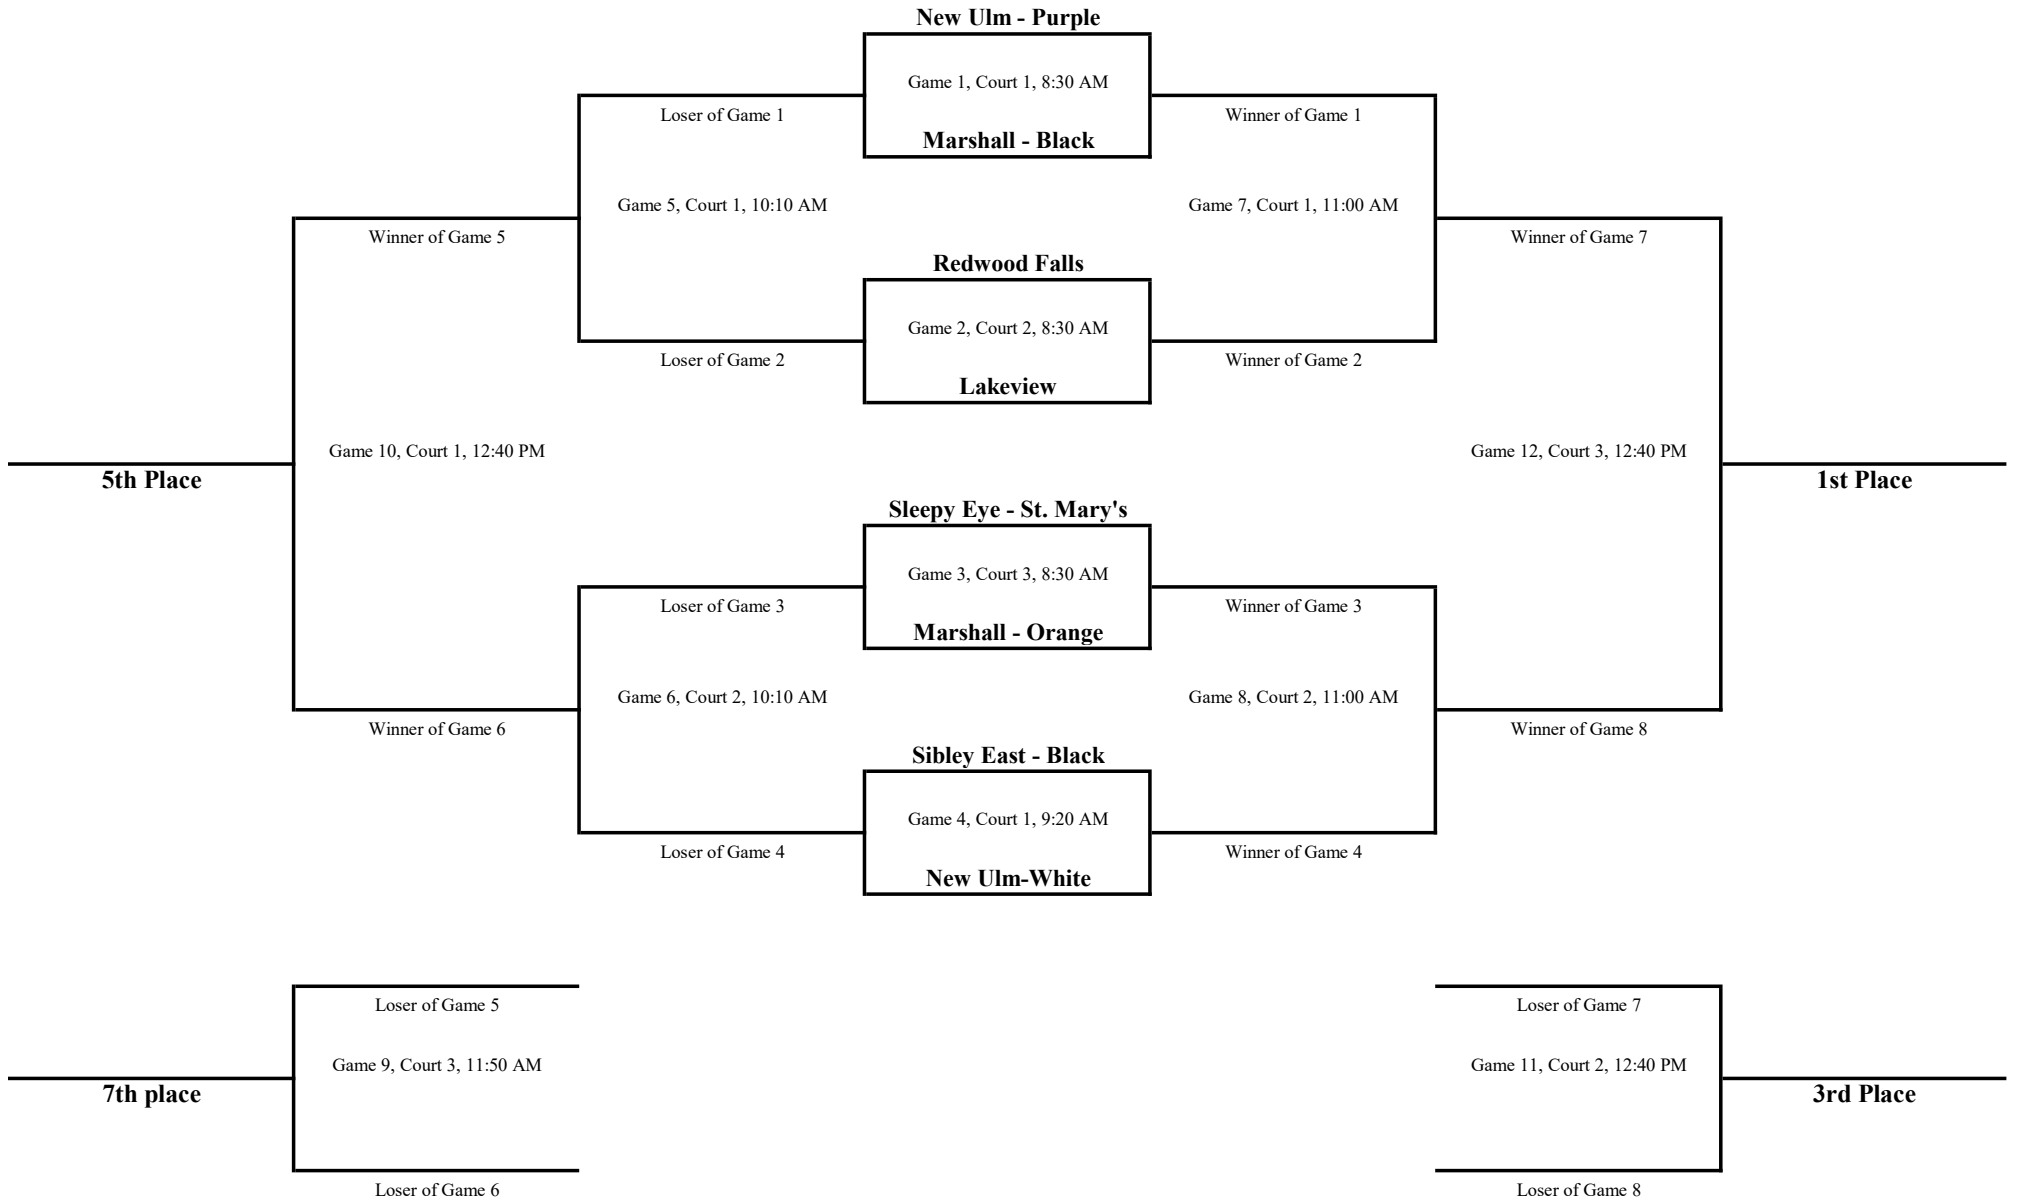 New Ulm - Purple
Game 1, Court 1, 8:30 AM
Loser of Game 1
Winner of Game 1
Marshall - Black
Game 5, Court 1, 10:10 AM
Game 7, Court 1, 11:00 AM
Winner of Game 5
Winner of Game 7
Redwood Falls
Game 2, Court 2, 8:30 AM
Loser of Game 2
Winner of Game 2
Lakeview
Game 10, Court 1, 12:40 PM
Game 12, Court 3, 12:40 PM
5th Place
1st Place
Sleepy Eye - St. Mary's
Game 3, Court 3, 8:30 AM
Loser of Game 3
Winner of Game 3
Marshall - Orange
Game 6, Court 2, 10:10 AM
Game 8, Court 2, 11:00 AM
Winner of Game 6
Winner of Game 8
Sibley East - Black
Game 4, Court 1, 9:20 AM
Loser of Game 4
Winner of Game 4
New Ulm-White
Loser of Game 5
Loser of Game 7
Game 9, Court 3, 11:50 AM
Game 11, Court 2, 12:40 PM
7th place
3rd Place
Loser of Game 6
Loser of Game 8